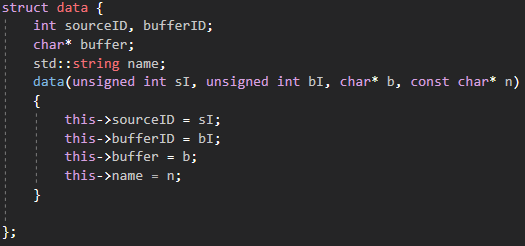 struct data {
int sourceID, bufferID;
char* buffer;
std::string name;
data(unsigned int sI, unsigned int bI, char* b, const char* n)
{
this->sourceID = sI;
this->bufferID = bI;
this->buffer = b;
this->name = n;
}
};